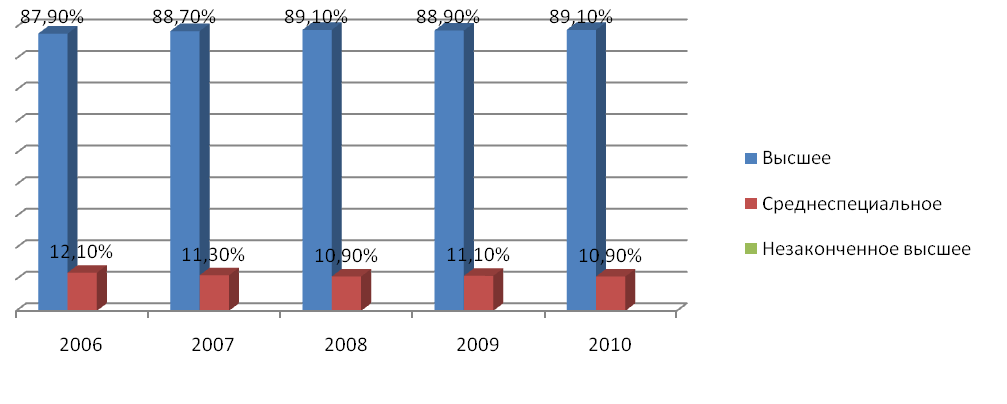 87,90% 88,70% 89,10% 88,90% 89,10%
12,10% 11,30% 10,90% 11,10% 10,90%
2006 2007 2008 2009 2010
Высшее
Среднеспециальное
Незаконченное высшее